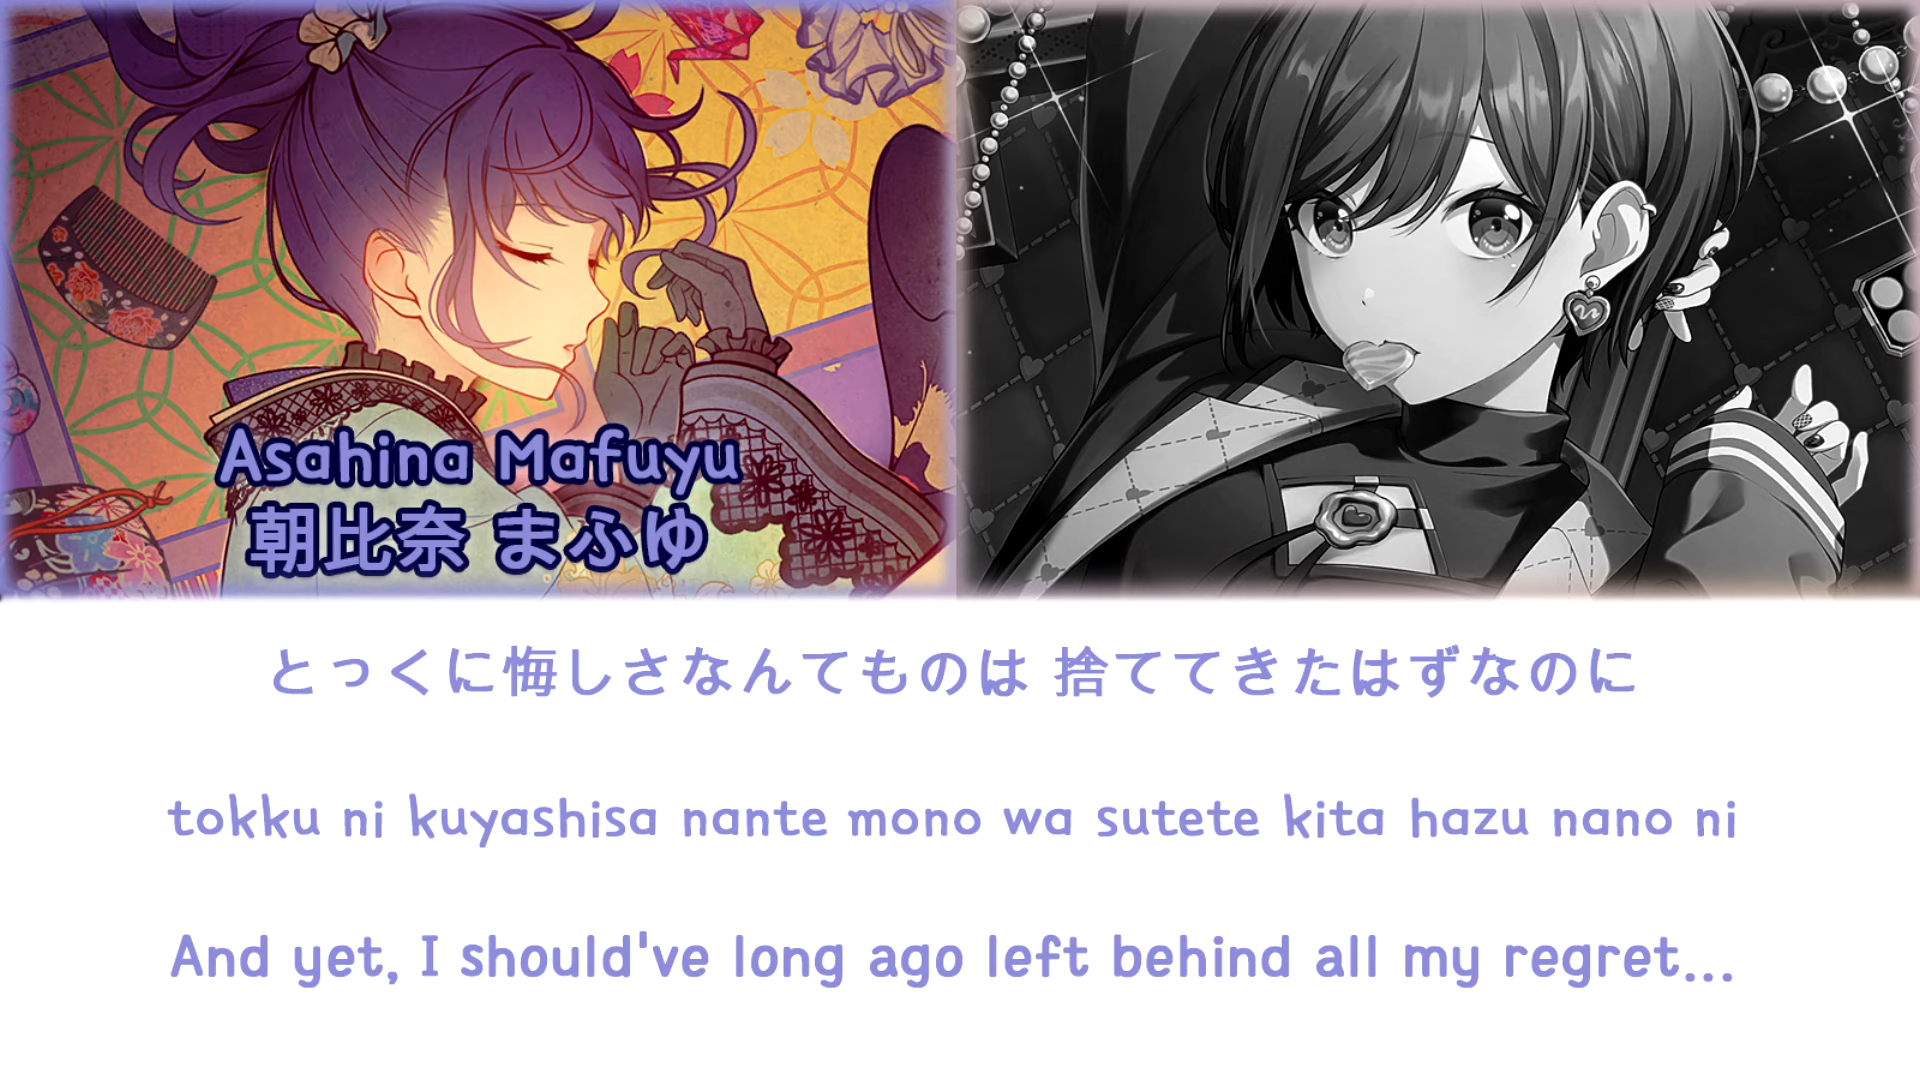 Asahina Mafuyu
朝比奈 まふゆ
とっくに悔しさなんてものは 捨ててきたはずなのに
tokku ni kuyashisa nante mono wa sutete kita hazu nano ni
And yet, I should've long ago left behind all my regret...